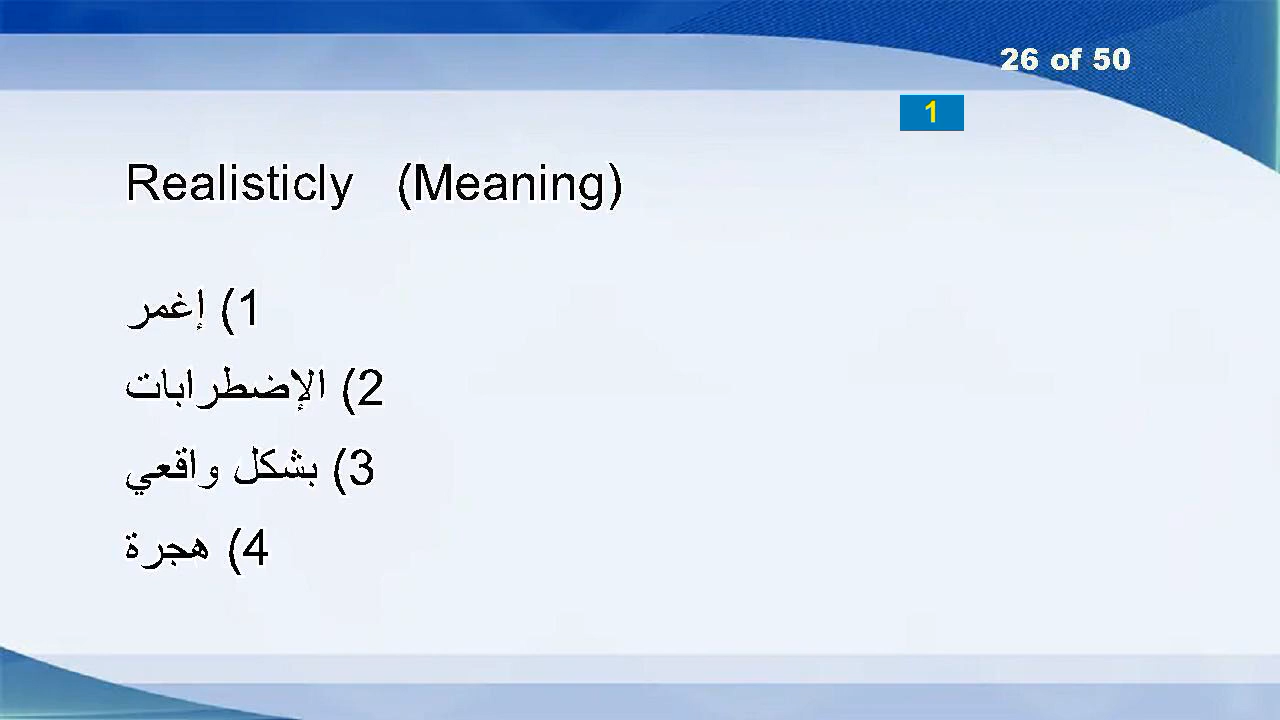 26 of 50
1
Realisticly (Meaning)
1) إغمر
2) الإضطرابات
3) بشكل واقعي
4) هجرة